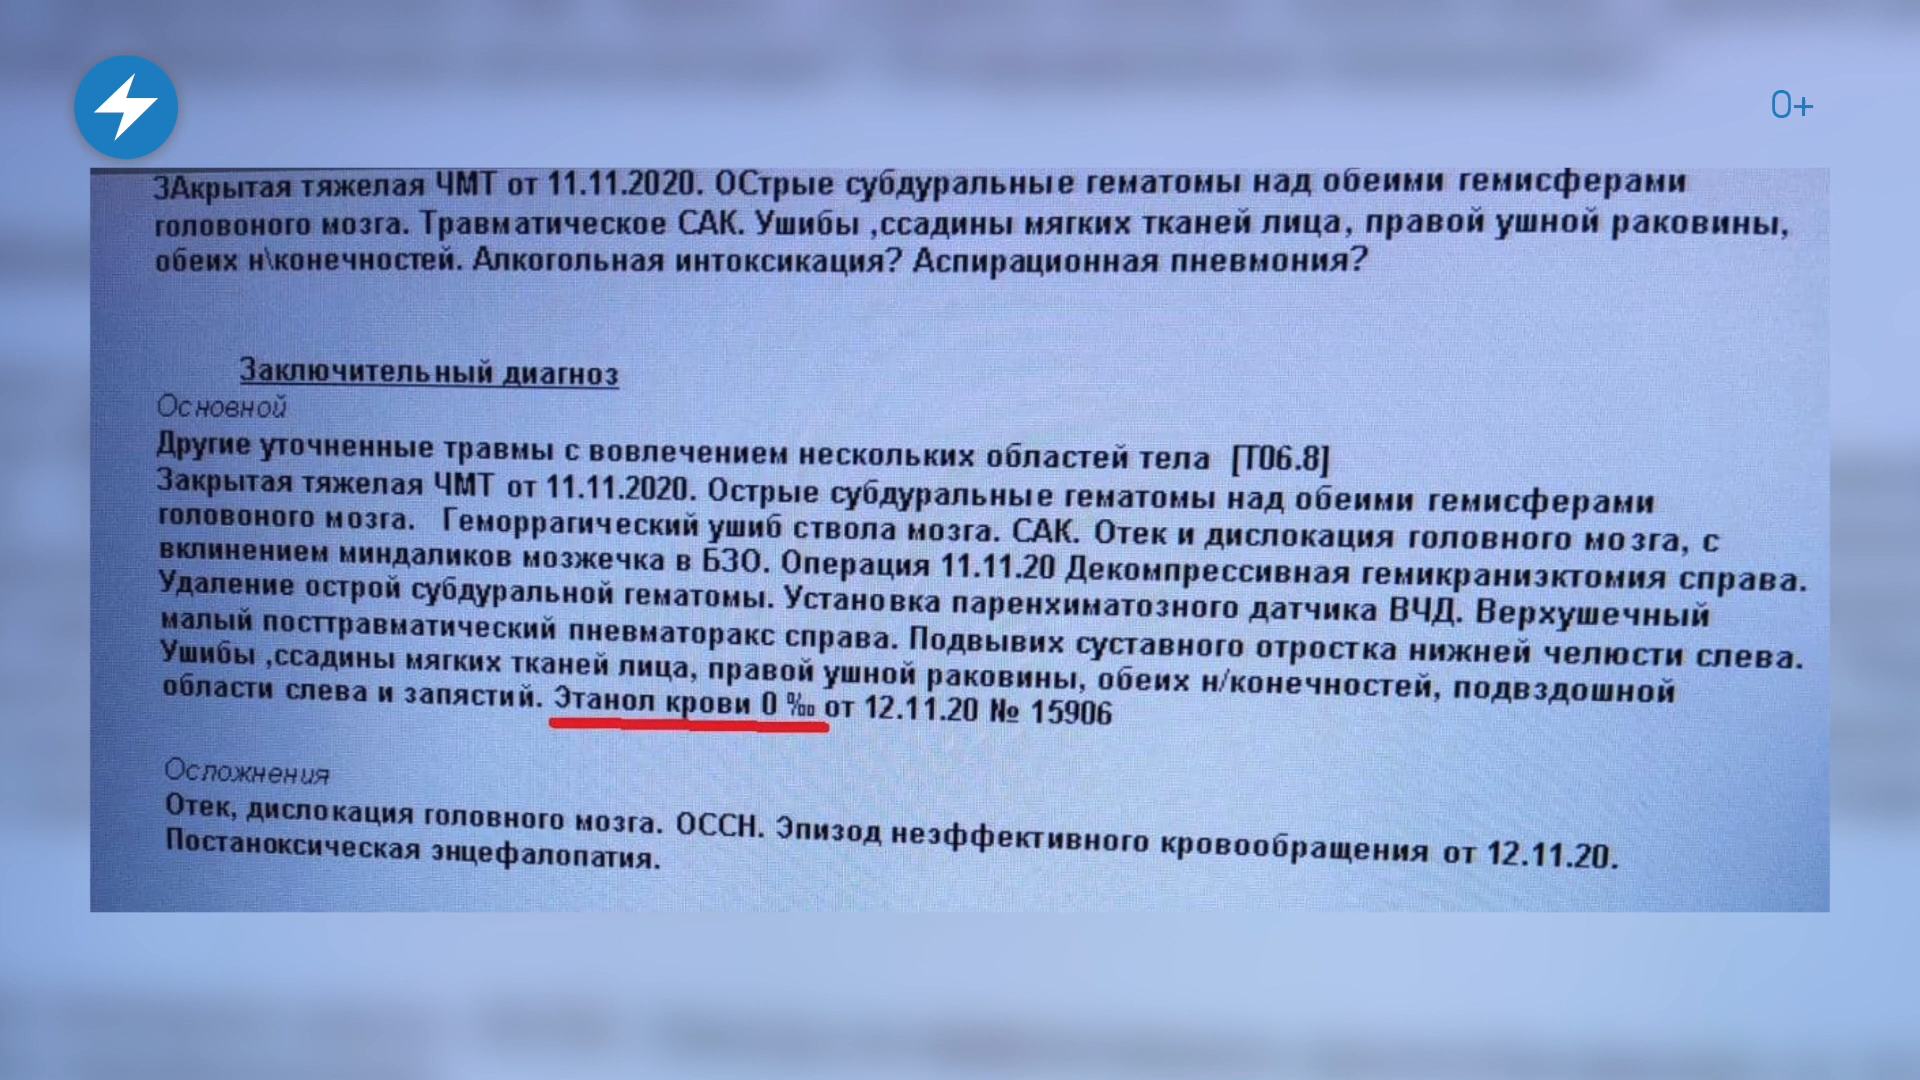 0+
ЗАкрытая тяжелая ЧМТ от 11.11.2020. ОСтрые субдуральные гематомы над обеими гемисферами
головоного мозга. Травматическое САК. Ушибы ,ссадины мягких тканей лица, правой ушной раковины,
обеих н\конечностей. Алкогольная интоксикация? Аспирационная пневмония?
Заключительный диагноз
Основной
Другие уточненные травмы с вовлечением нескольких областей тела [T06.8]
Закрытая тяжелая ЧМТ от 11.11.2020. Острые субдуральные гематомы над обеими гемисферами
головоного мозга. Геморрагический ушиб ствола мозга. САК. Отек и дислокация головного мозга, с
вклинением миндаликов мозжечка в БЗО. Операция 11.11.20 Декомпрессивная гемикраниэктомия справа.
Удаление острой субдуральной гематомы. Установка паренхиматозного датчика ВЧД. Верхушечный
малый посттравматический пневматоракс справа. Подвывих суставного отростка нижней челюсти слева.
Ушибы ,ссадины мягких тканей лица, правой ушной раковины, обеих н/конечностей, подвздошной
области слева и запястий. Этанол крови 0 ‰ от 12.11.20 № 15906
Осложнения
Отек, дислокация головного мозга. ОССН. Эпизод неэффективного кровообращения от 12.11.20.
Постаноксическая энцефалопатия.